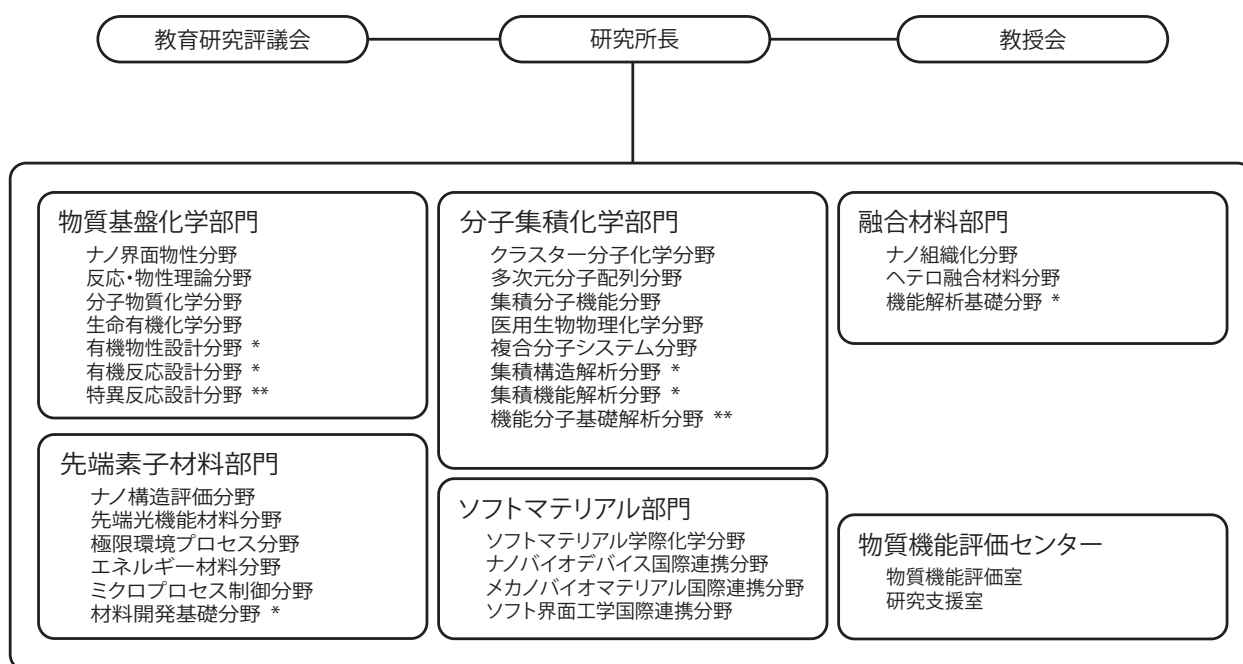 教育研究評議会
研究所長
教授会
物質基盤化学部門
ナノ界面物性分野
反応・物性理論分野
分子物質化学分野
生命有機化学分野
有機物性設計分野 *
有機反応設計分野 *
特異反応設計分野 **
分子集積化学部門
クラスター分子化学分野
多次元分子配列分野
集積分子機能分野
医用生物物理化学分野
複合分子システム分野
集積構造解析分野 *
集積機能解析分野 *
機能分子基礎解析分野 **
融合材料部門
ナノ組織化分野
ヘテロ融合材料分野
機能解析基礎分野 *
先端素子材料部門
ナノ構造評価分野
先端光機能材料分野
極限環境プロセス分野
エネルギー材料分野
ミクロプロセス制御分野
材料開発基礎分野 *
ソフトマテリアル部門
ソフトマテリアル学際化学分野
ナノバイオデバイス国際連携分野
メカノバイオマテリアル国際連携分野
ソフト界面工学国際連携分野
物質機能評価センター
物質機能評価室
研究支援室